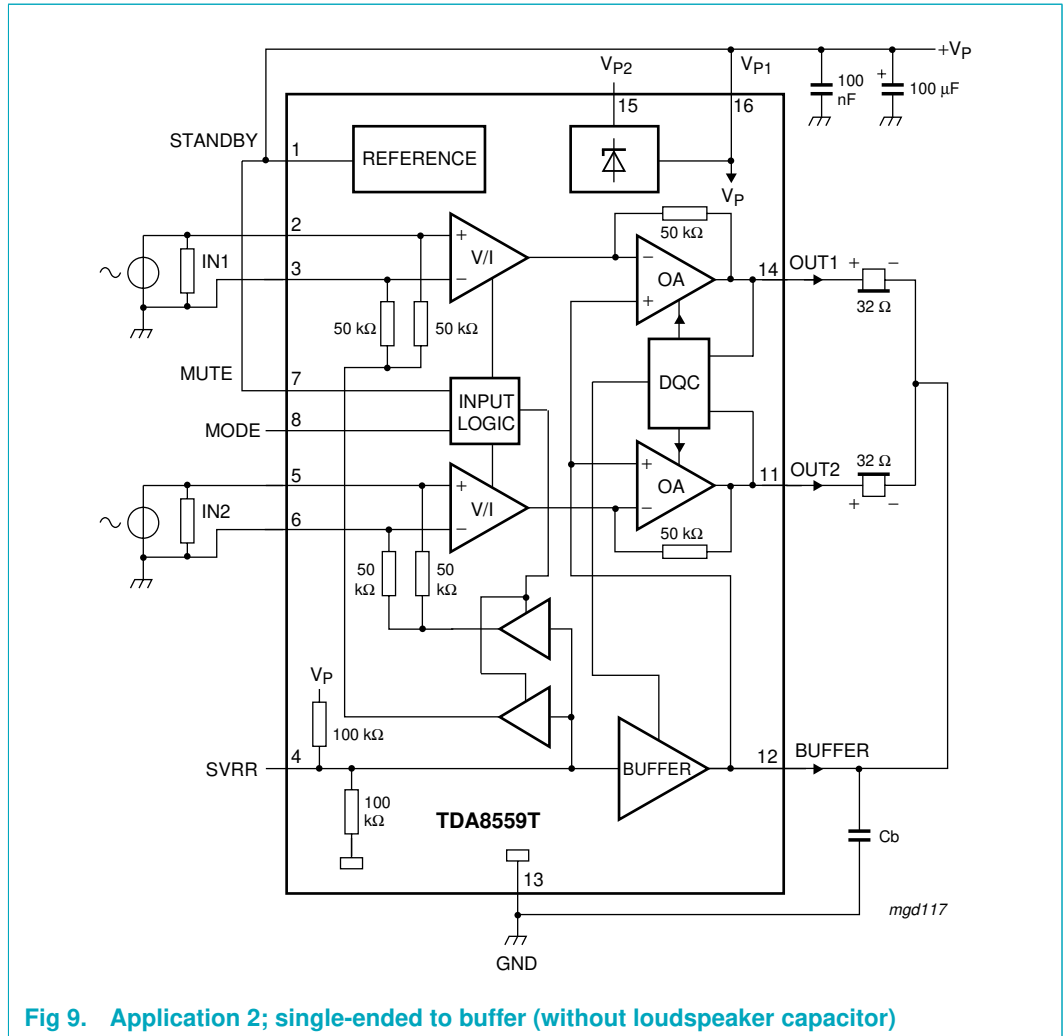 +VP
VP2
VP1
100
nF
+
100 μF
15
16
STANDBY
1
REFERENCE
VP
2
+
V/I
50 kΩ
−
OA
+
14
OUT1
+
−
32 Ω
IN1
3
−
50 kΩ
50 kΩ
MUTE
7
INPUT
LOGIC
DQC
MODE
8
32 Ω
5
+
V/I
+
OA
−
11
OUT2
+
−
IN2
6
−
50 kΩ
50
kΩ
50
kΩ
VP
100 kΩ
4
SVRR
BUFFER
12
BUFFER
100
kΩ
TDA8559T
Cb
13
mgd117
GND
Fig 9. Application 2; single-ended to buffer (without loudspeaker capacitor)